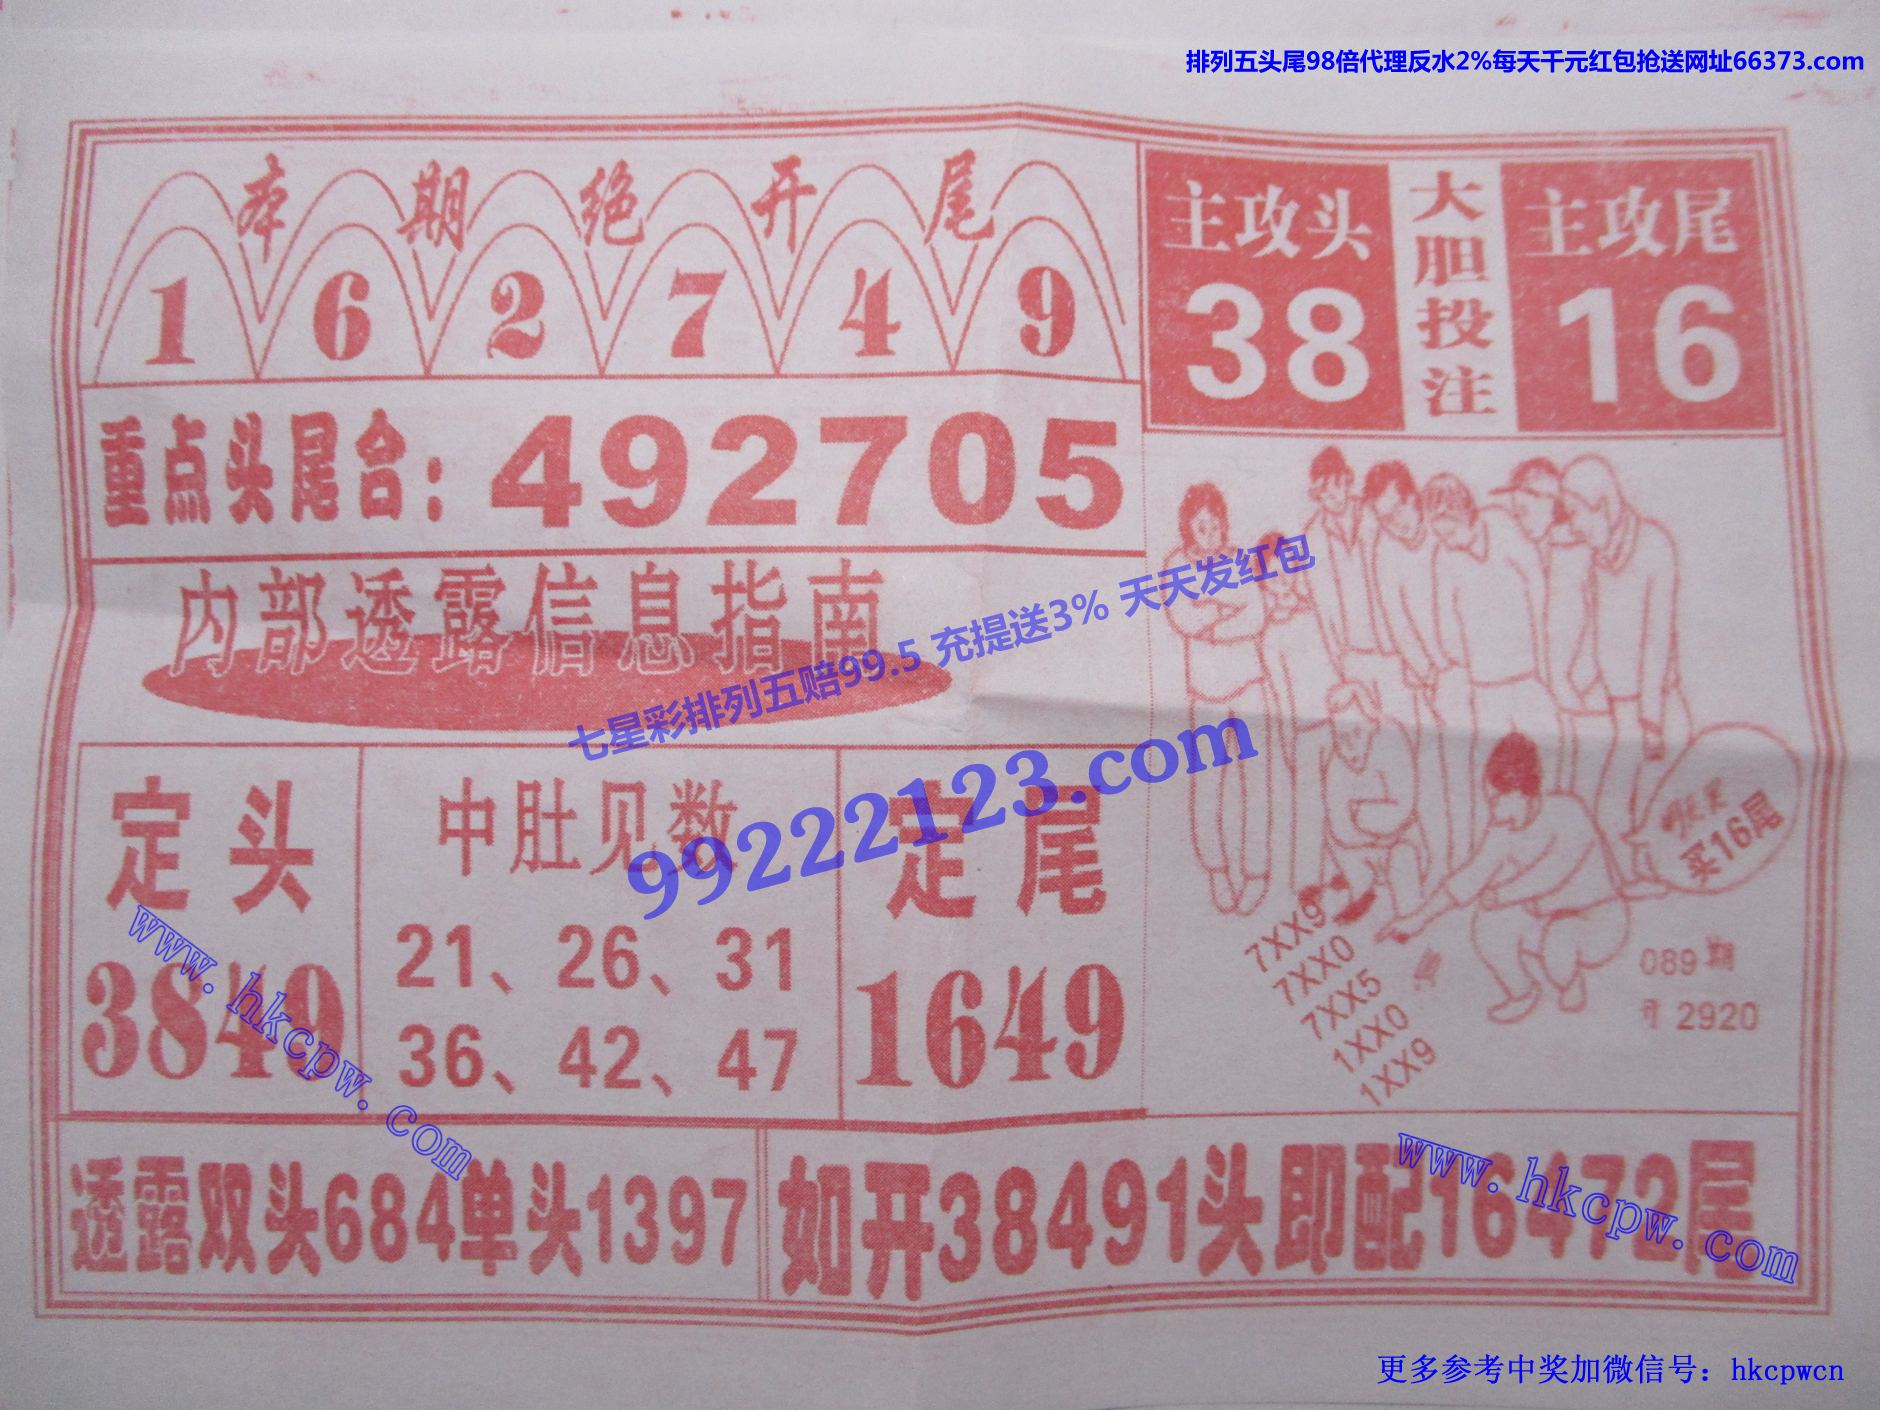 排列五头尾98倍代理反水2%每天千元红包抢送网址66373.com
本期绝开尾
1 6 2 7 4 9
主攻头
38
大胆投注
主攻尾
16
重点头尾合：492705
内部透露信息指南
七星彩排列五赔99.5 充提送3% 天天发红包
99222123.com
定头
3849
中肚见数
21、26、31
36、42、47
定尾
1649
买16尾
7XX9
7XX0
7XX5
1XX0
1XX9
089期
2920
www.hkcpw.com
透露双头684单头1397
如开38491头即配16472尾
www.hkcpw.com
更多参考中奖加微信号：hkcpwcn